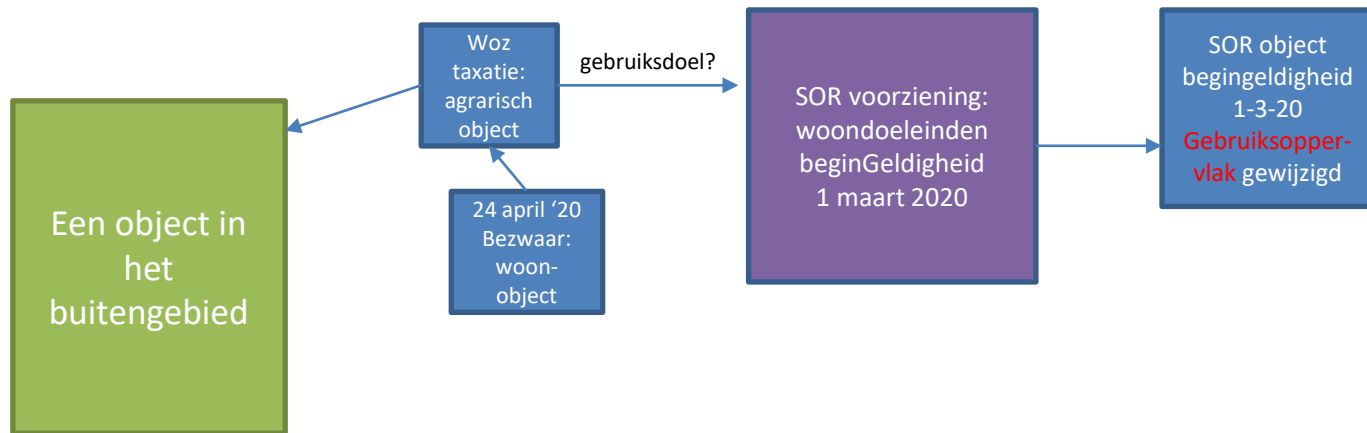 Een object in
het
buitengebied
Woz
taxatie:
agrarisch
object
24 april ‘20
Bezwaar:
woon-
object
gebruiksdoel?
SOR voorziening:
woondoeleinden
beginGeldigheid
1 maart 2020
SOR object
begingeldigheid
1-3-20
Gebruiksopper-
vlak gewijzigd